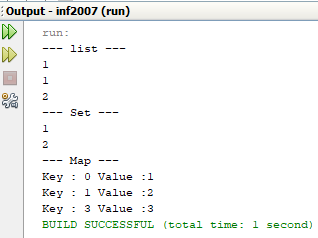 Output - inf2007 (run)
run:
--- list ---
1
1
2
--- Set ---
1
2
--- Map ---
Key : 0 Value :1
Key : 1 Value :2
Key : 3 Value :3
BUILD SUCCESSFUL (total time: 1 second)